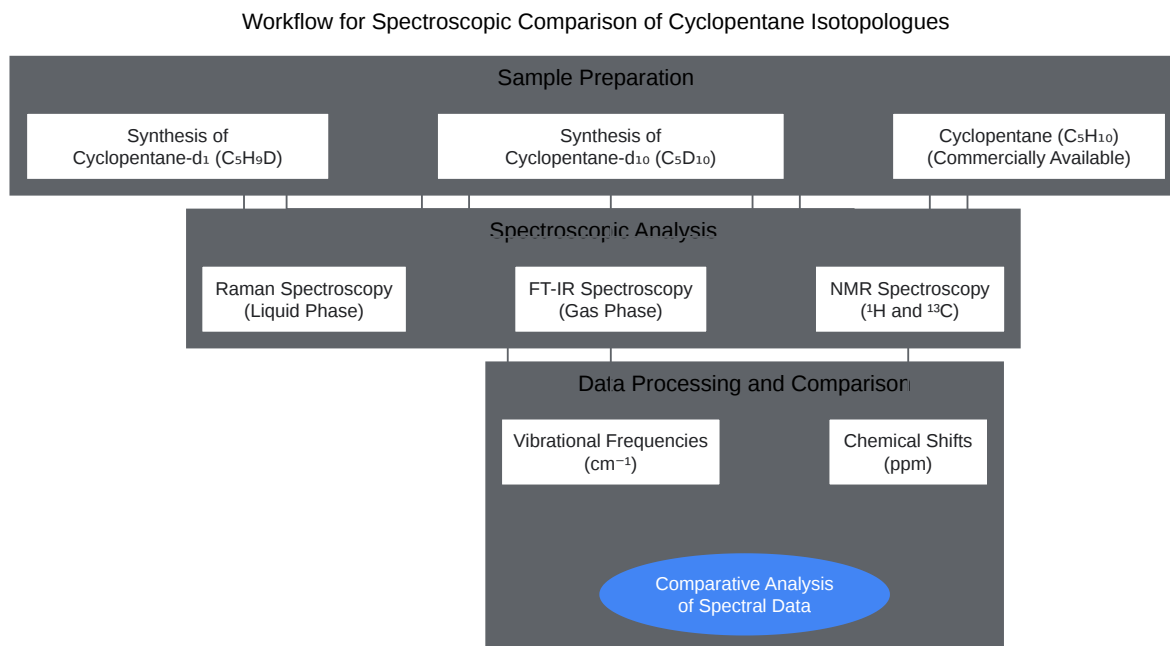 Workflow for Spectroscopic Comparison of Cyclopentane Isotopologues
Sample Preparation
Synthesis of
Cyclopentane-d₁ (C₅H₉D)
Synthesis of
Cyclopentane-d₁₀ (C₅D₁₀)
Cyclopentane (C₅H₁₀)
(Commercially Available)
Spectroscopic Analysis
Raman Spectroscopy
(Liquid Phase)
FT-IR Spectroscopy
(Gas Phase)
NMR Spectroscopy
(¹H and ¹³C)
Data Processing and Comparison
Vibrational Frequencies
(cm⁻¹)
Chemical Shifts
(ppm)
Comparative Analysis
of Spectral Data